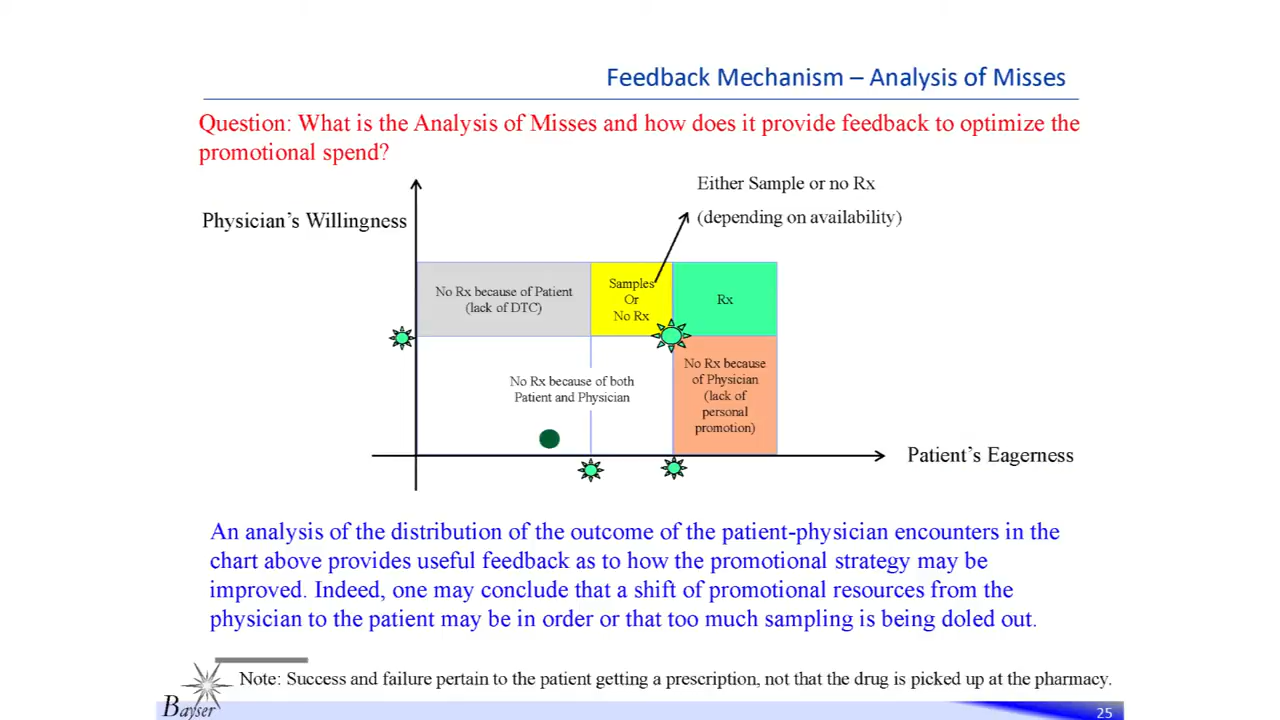 Feedback Mechanism – Analysis of Misses
Question: What is the Analysis of Misses and how does it provide feedback to optimize the
promotional spend?
Either Sample or no Rx
(depending on availability)
Physician's Willingness
No Rx because of Patient
(lack of DTC)
Samples
Or
No Rx
Rx
No Rx because of both
Patient and Physician
No Rx because
of Physician
(lack of
personal
promotion)
Patient's Eagerness
An analysis of the distribution of the outcome of the patient-physician encounters in the
chart above provides useful feedback as to how the promotional strategy may be
improved. Indeed, one may conclude that a shift of promotional resources from the
physician to the patient may be in order or that too much sampling is being doled out.
Note: Success and failure pertain to the patient getting a prescription, not that the drug is picked up at the pharmacy.
Bayser
25